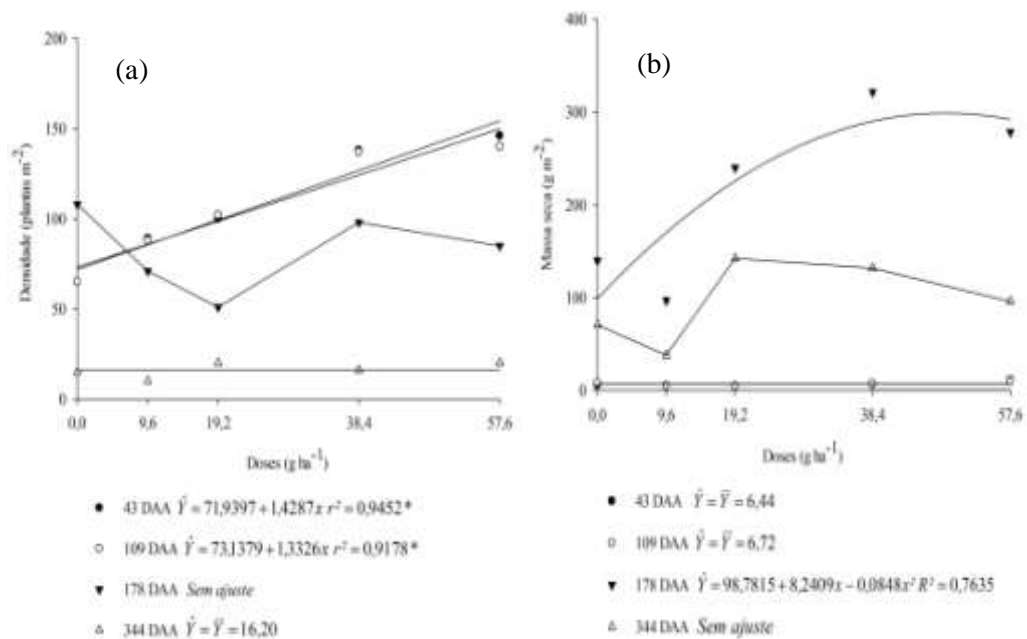 (a)
200
150
100
50
0
Densidade (plantas m⁻²)
0,0 9,6 19,2 38,4 57,6
Doses (g ha⁻¹)
● 43 DAA Ŷ = 71,9397 + 1,4287x r² = 0,9452*
○ 109 DAA Ŷ = 73,1379 + 1,3326x r² = 0,9178*
▼ 178 DAA Sem ajuste
△ 344 DAA Ŷ = Y̅ = 16,20
(b)
400
300
200
100
0
Massa seca (g m⁻²)
0,0 9,6 19,2 38,4 57,6
Doses (g ha⁻¹)
● 43 DAA Ŷ = Y̅ = 6,44
○ 109 DAA Ŷ = Y̅ = 6,72
▼ 178 DAA Ŷ = 98,7815 + 8,2409x − 0,0848x² R² = 0,7635
△ 344 DAA Sem ajuste